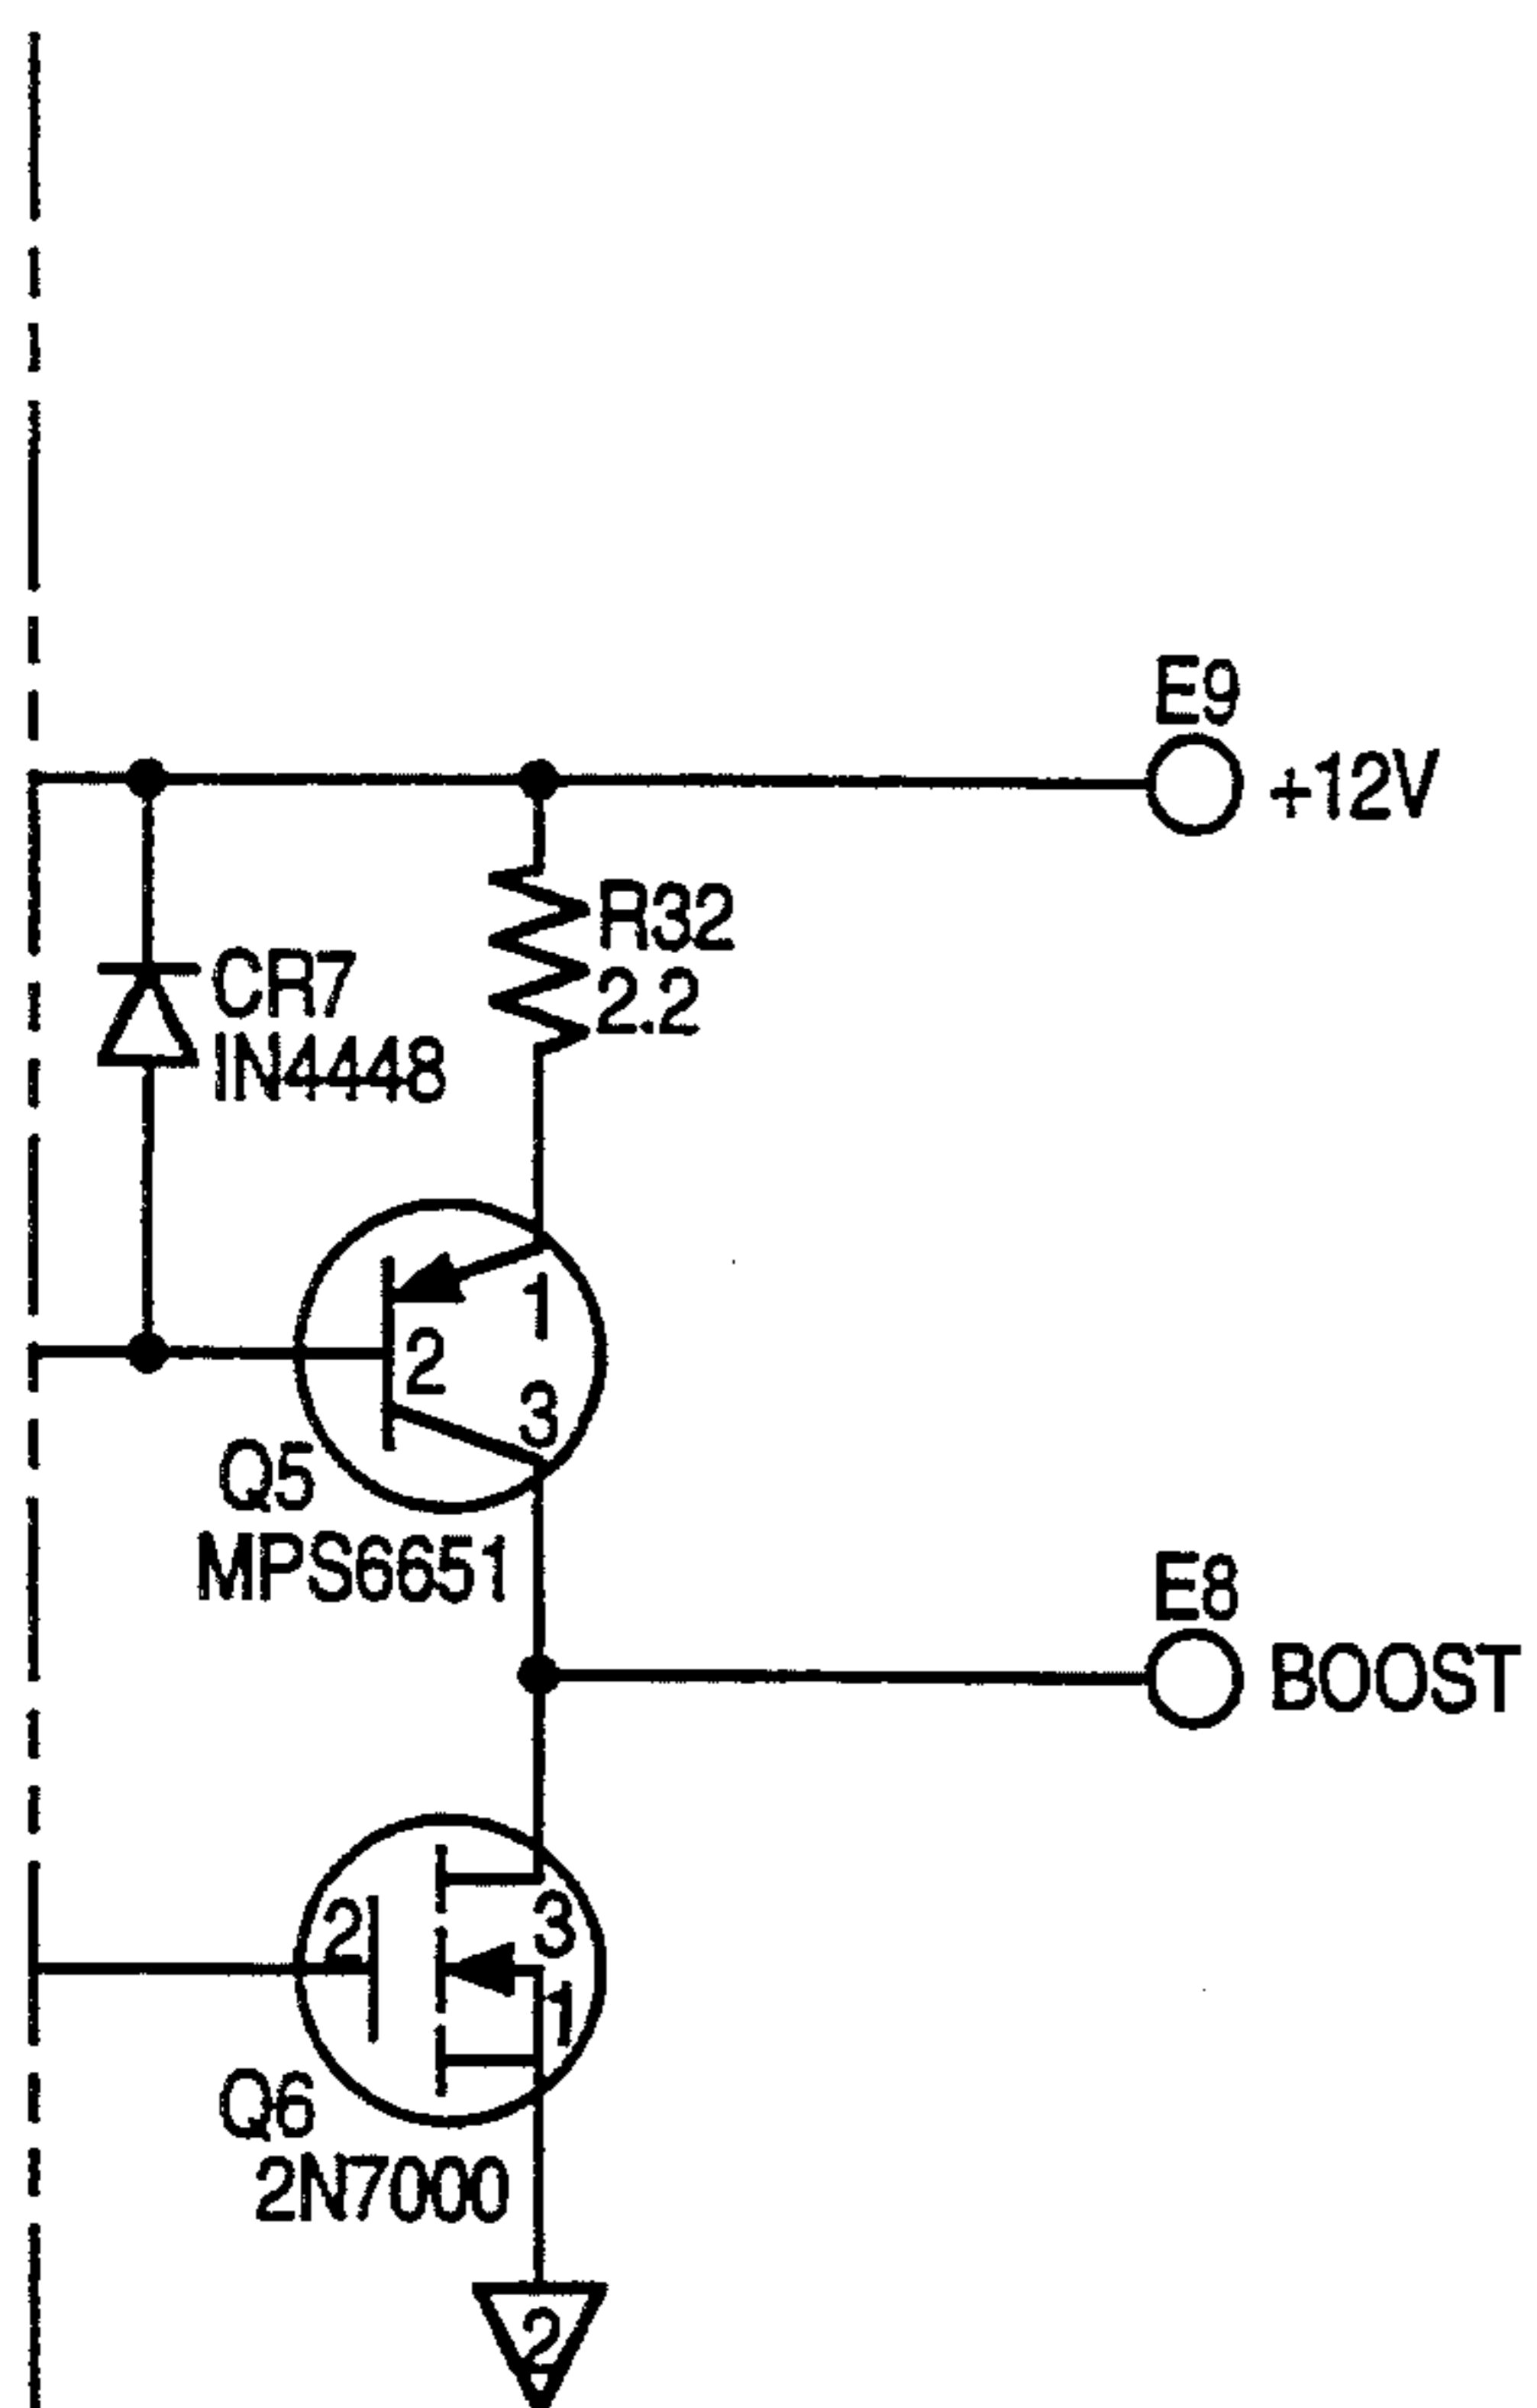 E9
+12V
R32
2.2
CR7
IN4448
1
2
3
Q5
MPS6651
E8
BOOST
2
3
1
Q6
2N7000
2